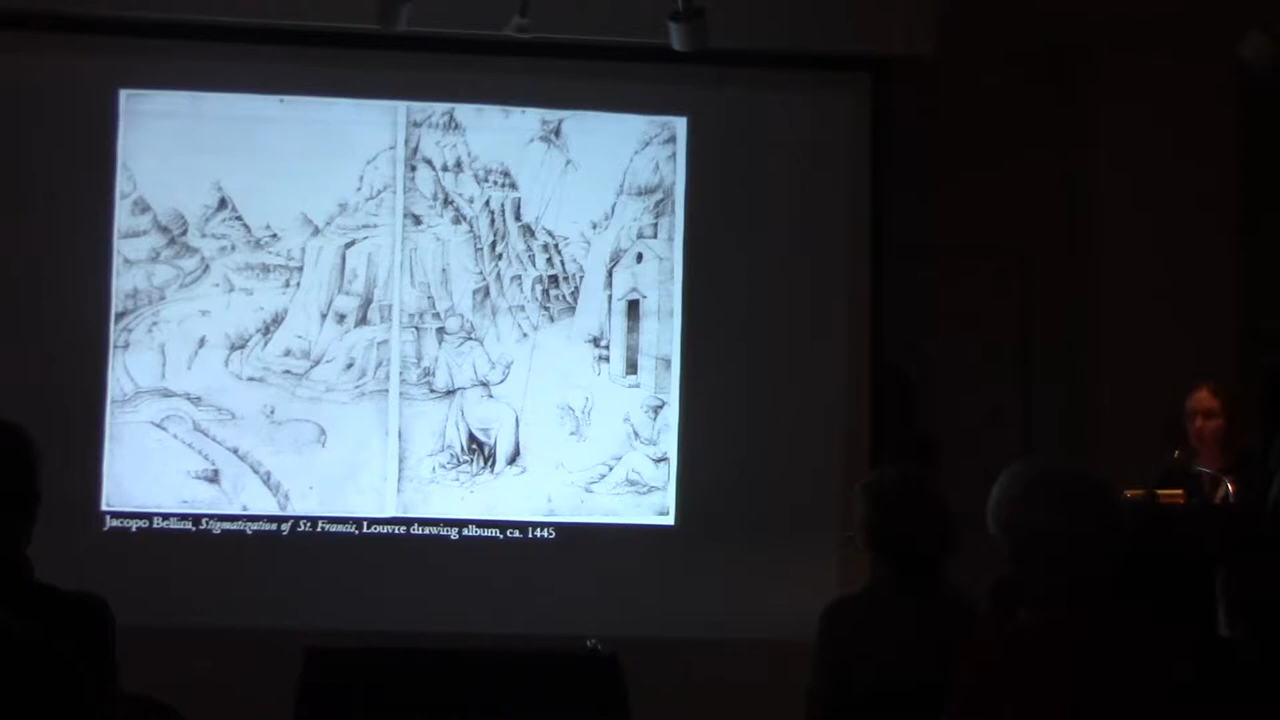 Jacopo Bellini, Stigmatization of St. Francis, Louvre drawing album, ca. 1445